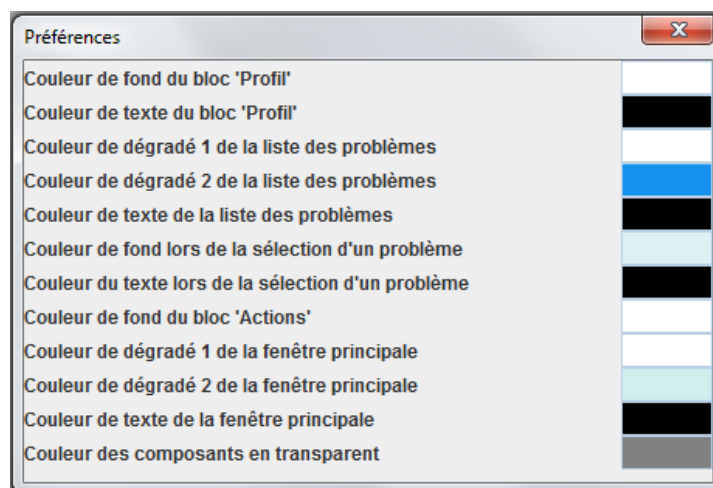 Préférences
Couleur de fond du bloc 'Profil'
Couleur de texte du bloc 'Profil'
Couleur de dégradé 1 de la liste des problèmes
Couleur de dégradé 2 de la liste des problèmes
Couleur de texte de la liste des problèmes
Couleur de fond lors de la sélection d'un problème
Couleur du texte lors de la sélection d'un problème
Couleur de fond du bloc 'Actions'
Couleur de dégradé 1 de la fenêtre principale
Couleur de dégradé 2 de la fenêtre principale
Couleur de texte de la fenêtre principale
Couleur des composants en transparent